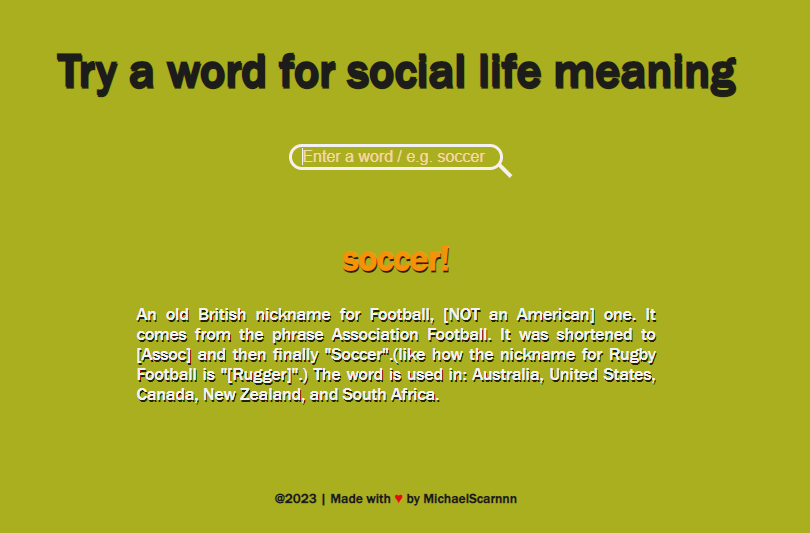 Try a word for social life meaning
Enter a word / e.g. soccer
soccer!
An old British nickname for Football, [NOT an American] one. It
comes from the phrase Association Football. It was shortened to
[Assoc] and then finally "Soccer".(like how the nickname for Rugby
Football is "[Rugger]".) The word is used in: Australia, United States,
Canada, New Zealand, and South Africa.
@2023 | Made with ♥ by MichaelScarnnn